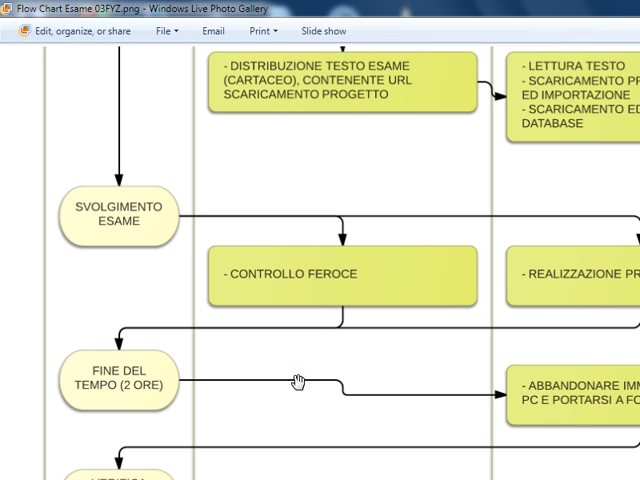 Flow Chart Esame 03FYZ.png - Windows Live Photo Gallery
Edit, organize, or share File Email Print Slide show
- DISTRIBUZIONE TESTO ESAME
(CARTACEO), CONTENENTE URL
SCARICAMENTO PROGETTO
- LETTURA TESTO
- SCARICAMENTO
ED IMPORTAZIONE
- SCARICAMENTO ED
DATABASE
SVOLGIMENTO
ESAME
- CONTROLLO FEROCE
- REALIZZAZIONE
FINE DEL
TEMPO (2 ORE)
- ABBANDONARE
PC E PORTARSI A
VERIFICA